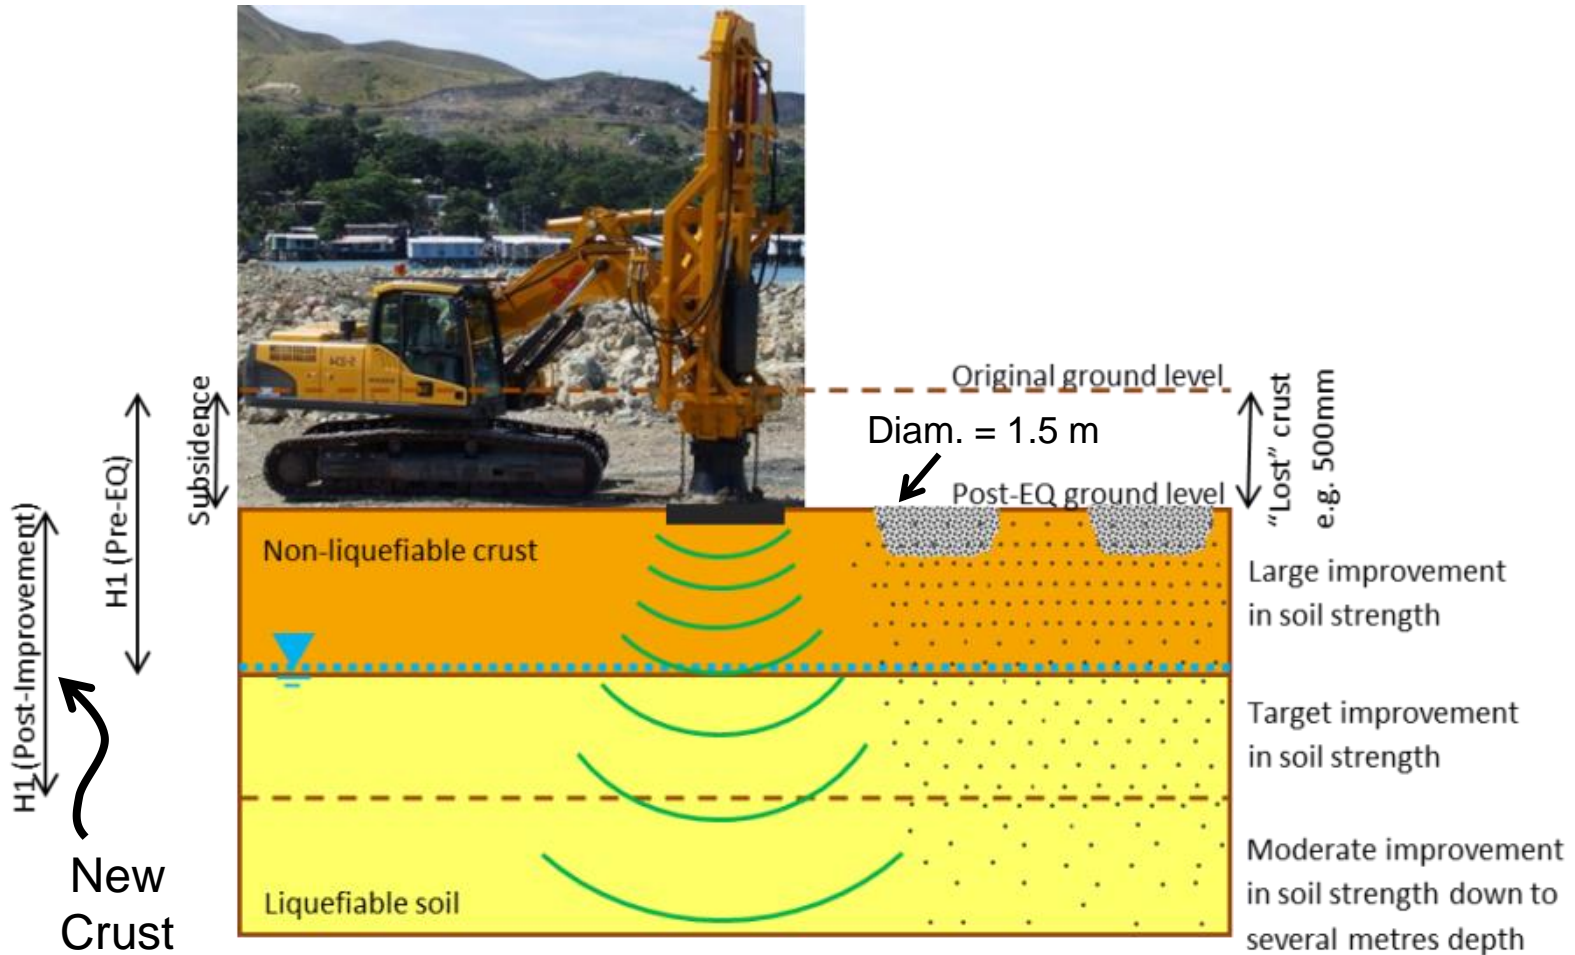 Original ground level
Diam. = 1.5 m
Post-EQ ground level
"Lost" crust
e.g. 500mm
Subsidence
H1 (Pre-EQ)
H1 (Post-Improvement)
New
Crust
Non-liquefiable crust
Liquefiable soil
Large improvement
in soil strength
Target improvement
in soil strength
Moderate improvement
in soil strength down to
several metres depth